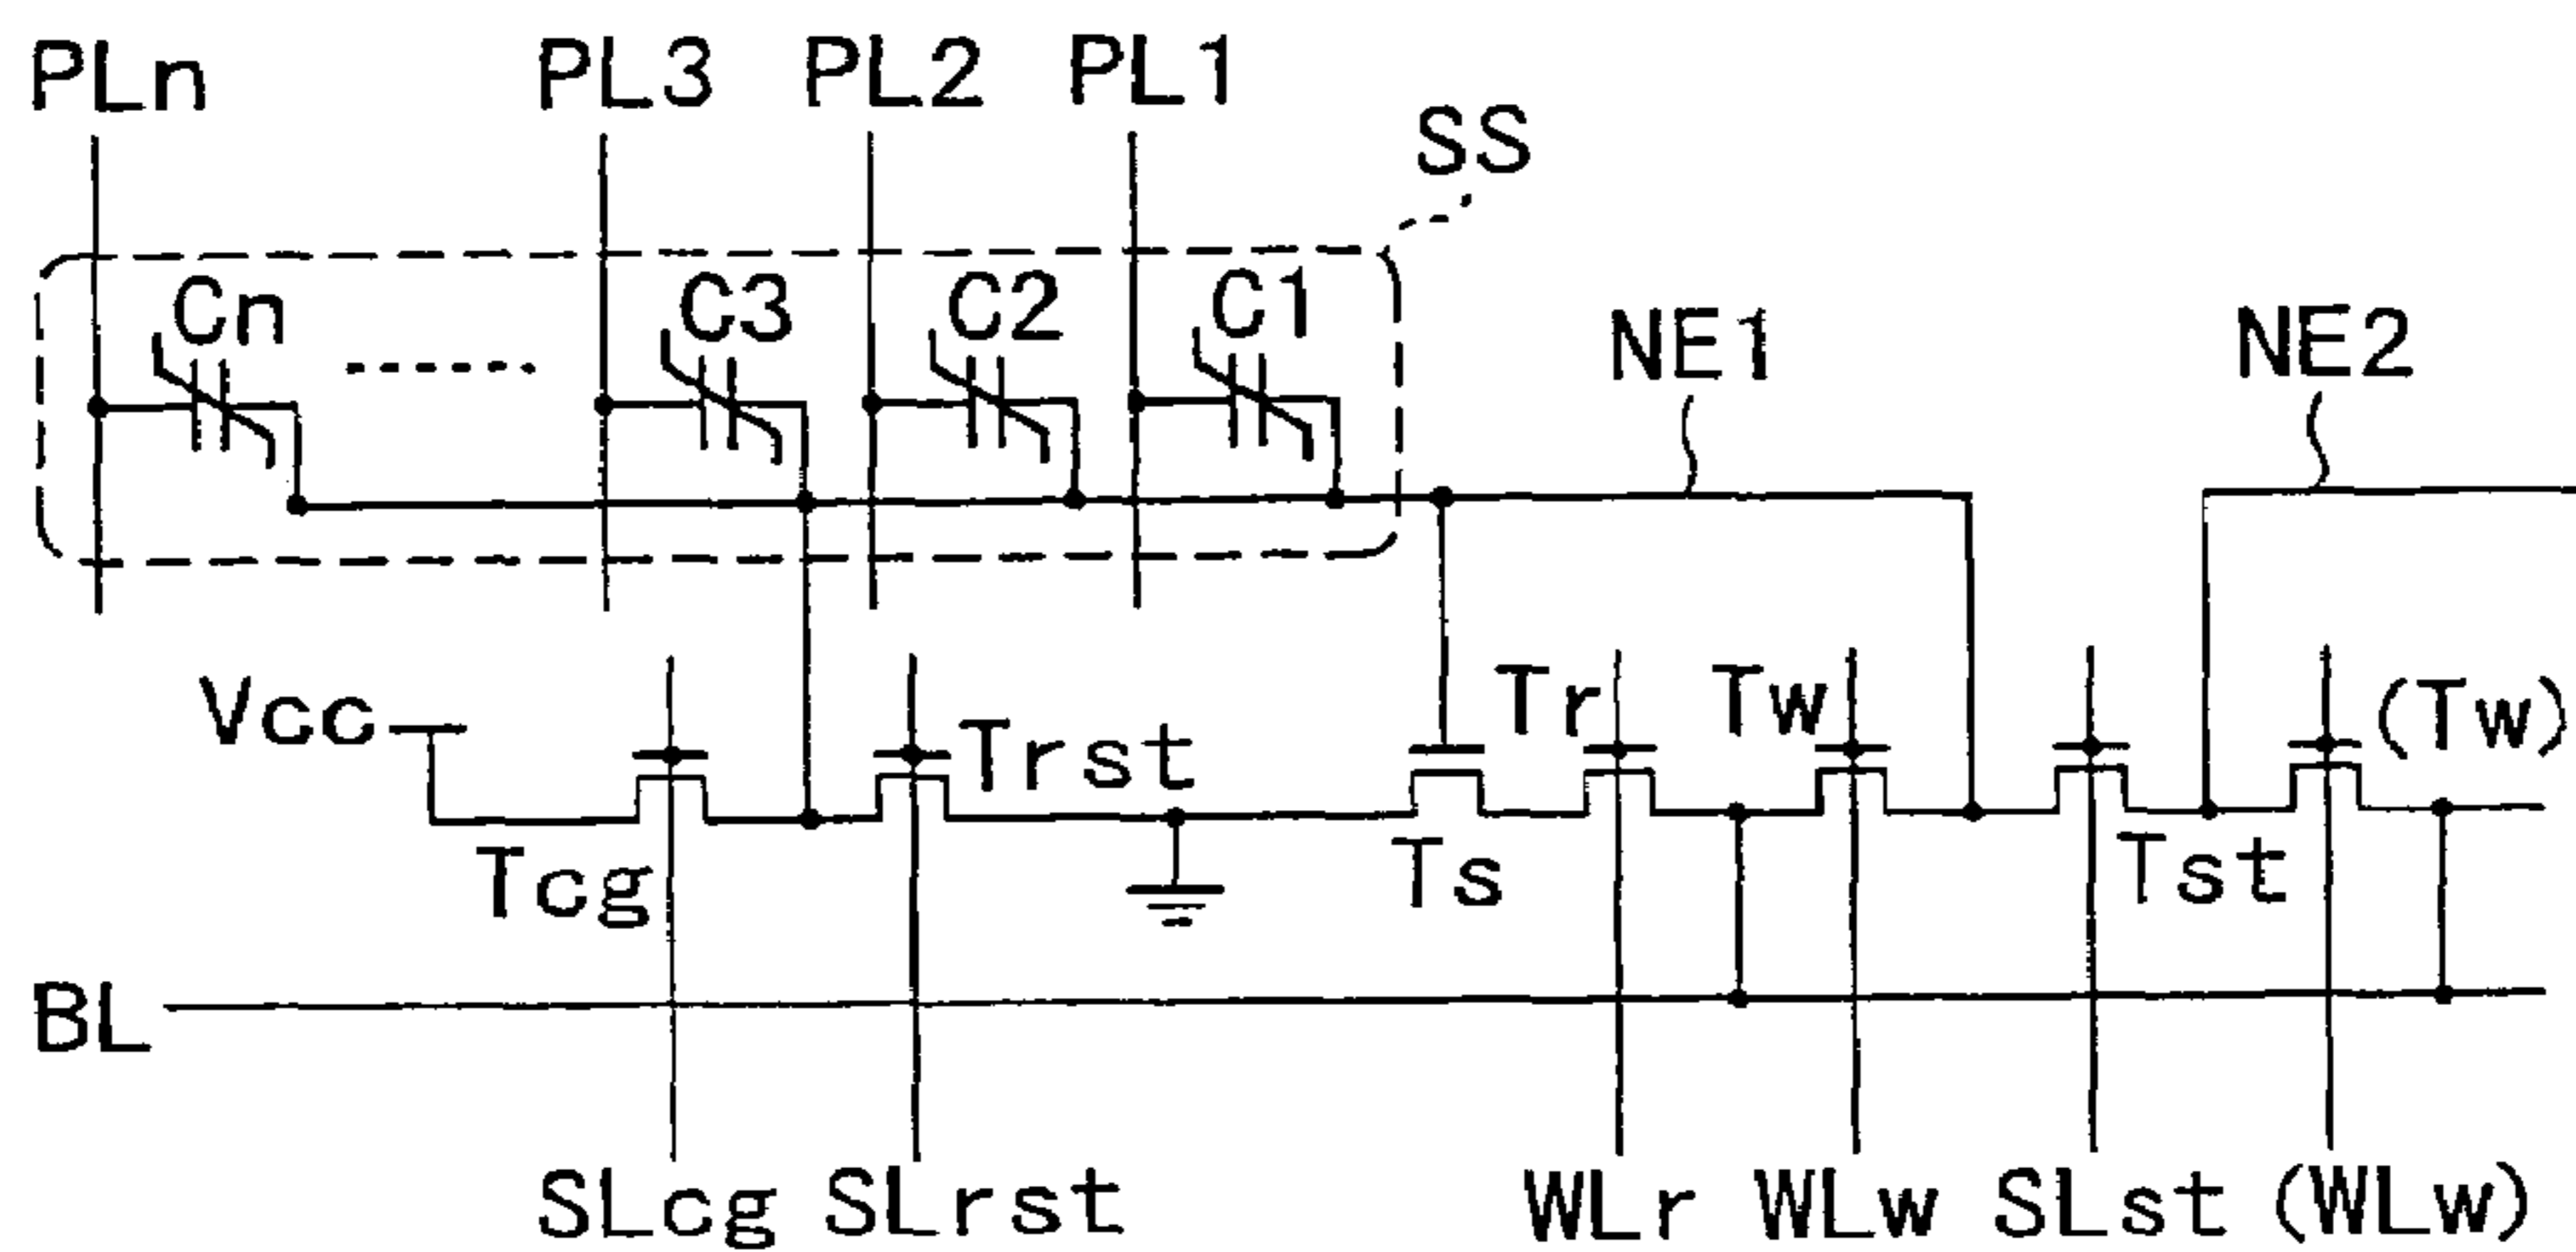 PLn PL3 PL2 PL1
SS
Cn C3 C2 C1
NE1 NE2
Vcc Trst Tr Tw (Tw)
Tcg Ts Tst
BL
SLcg SLrst WLr WLw SLst (WLw)